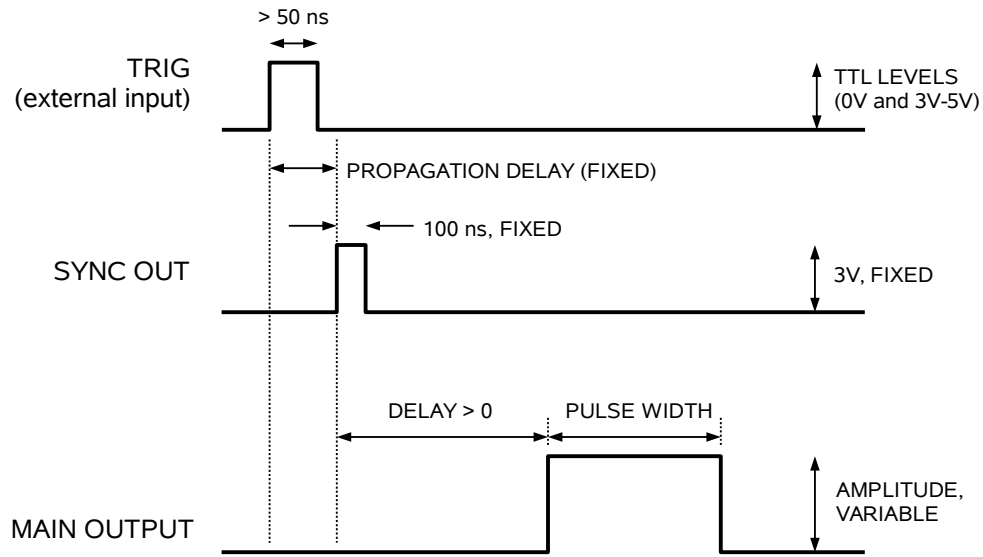 > 50 ns
TRIG
(external input)
TTL LEVELS
(0V and 3V-5V)
PROPAGATION DELAY (FIXED)
100 ns, FIXED
SYNC OUT
3V, FIXED
DELAY > 0
PULSE WIDTH
AMPLITUDE,
VARIABLE
MAIN OUTPUT